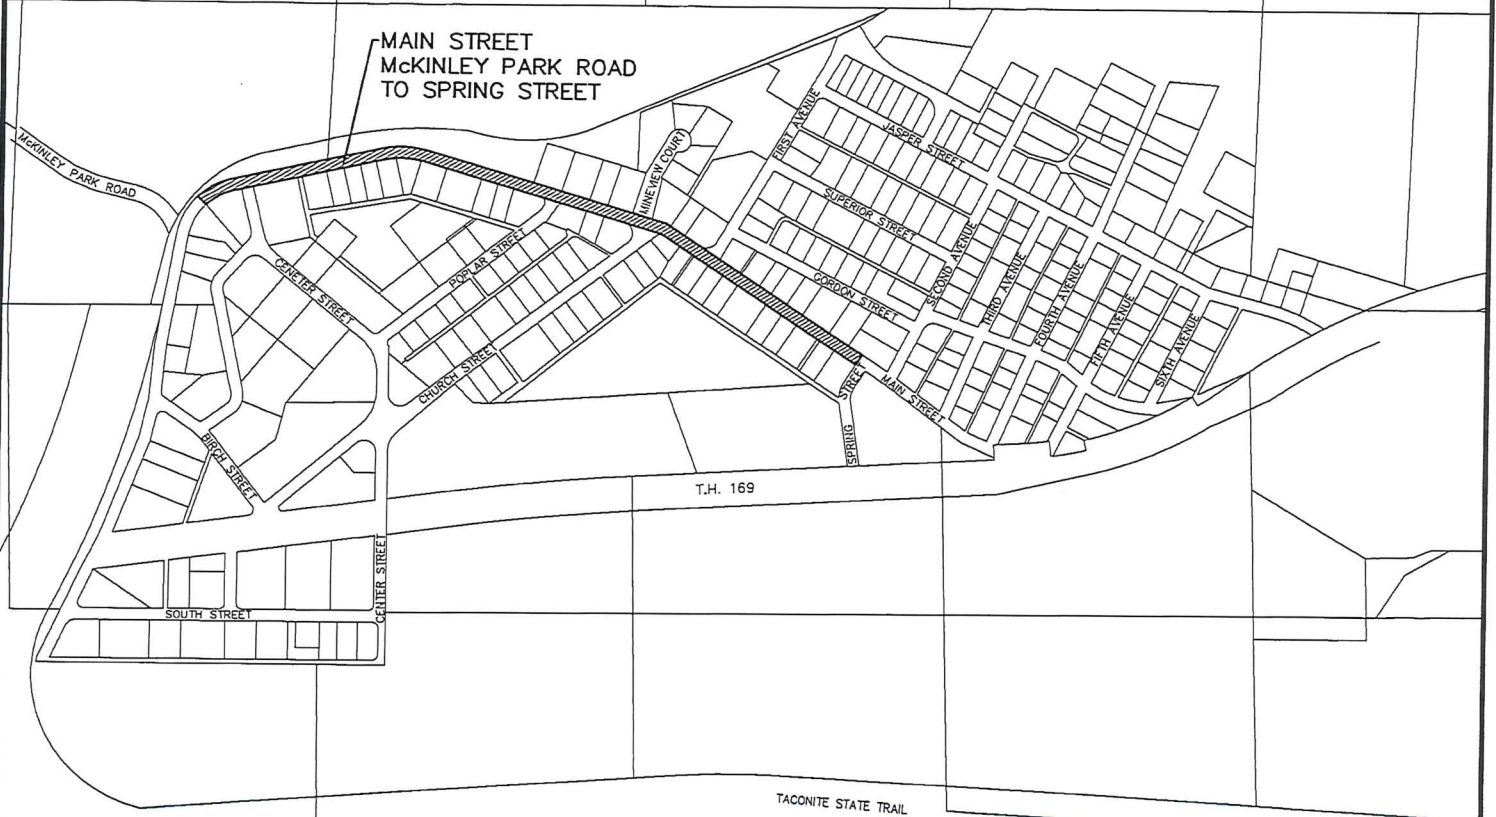 MAIN STREET
McKINLEY PARK ROAD
TO SPRING STREET
McKINLEY PARK ROAD
MINEVIEW COURT
FIRST AVENUE
JASPER STREET
SUPERIOR STREET
SECOND AVENUE
GORDON STREET
THIRD AVENUE
FOURTH AVENUE
FIFTH AVENUE
SIXTH AVENUE
POPLAR STREET
CENETER STREET
CHURCH STREET
MAIN STREET
SPRING STREET
BIRCH STREET
T.H. 169
CENTER STREET
SOUTH STREET
TACONITE STATE TRAIL